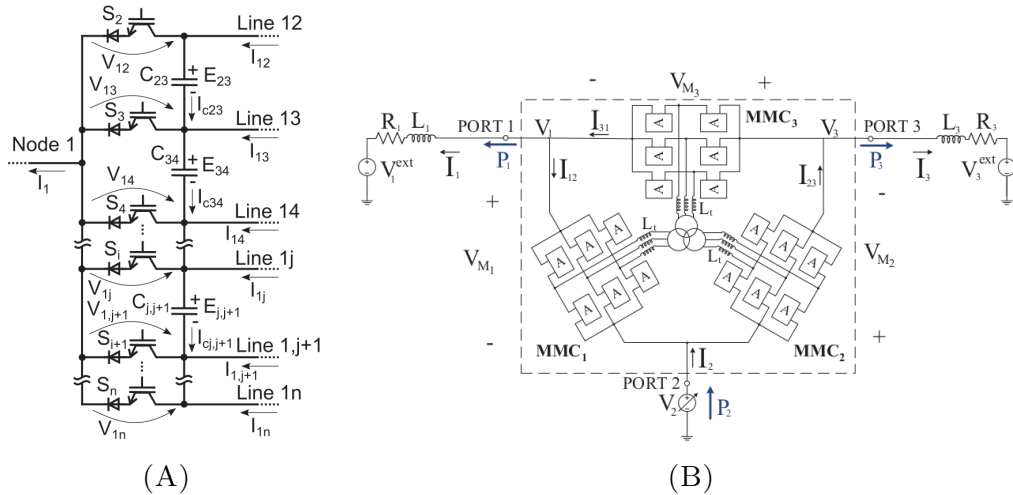 S2
Line 12
V12
I12
V13
C23
+
E23
S3
Ic23
Line 13
Node 1
I13
I1
C34
+
E34
V14
S4
Ic34
Line 14
I14
Si
Line 1j
V1j
I1j
V1,j+1
Cj,j+1
+
Ej,j+1
Si+1
Icj,j+1
Line 1,j+1
I1,j+1
Sn
Line 1n
V1n
I1n
(A)
- VM3 +
R1 L1 PORT 1
V1
I31
A A
MMC3
V3
PORT 3 L3 R3
V1ext
I1
P1
I12
A A
I23
P3
I3
V3ext
A A
+
Lt
-
VM1
Lt
Lt
VM2
A A A
A A A
A A A
A A A
-
MMC1
I2
MMC2
+
PORT 2
V2
P2
(B)